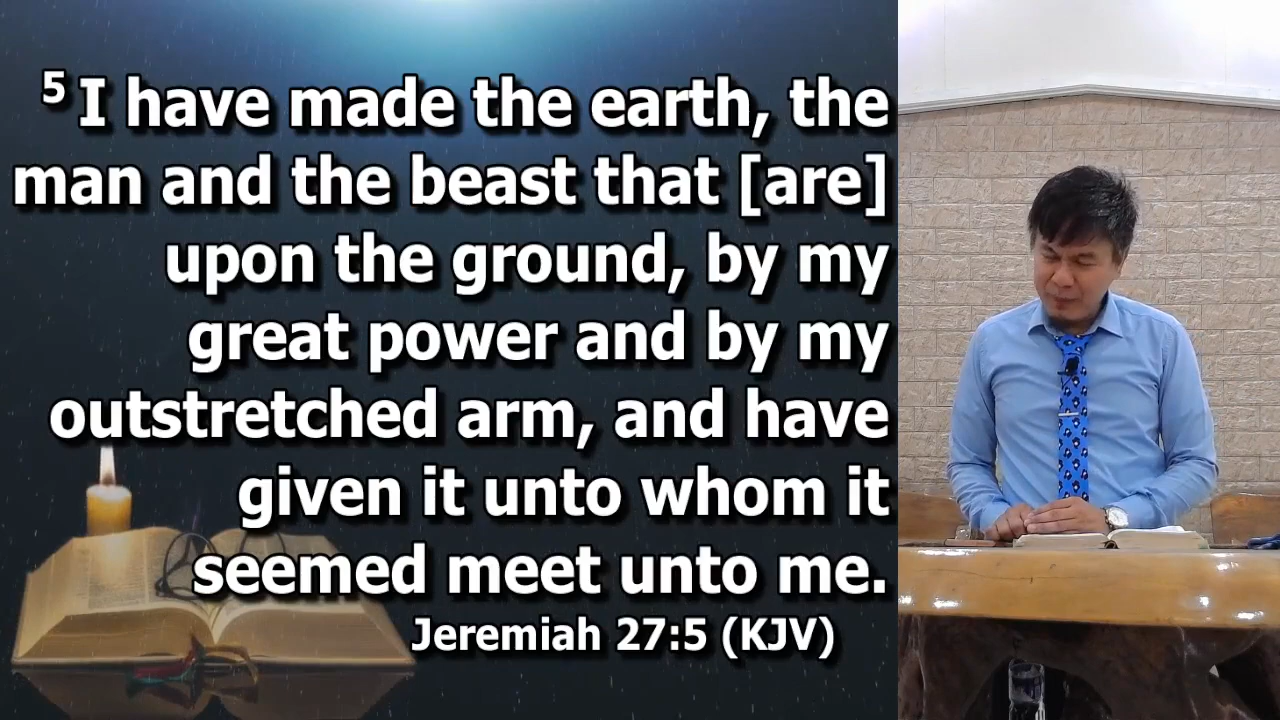 5 I have made the earth, the
man and the beast that [are]
upon the ground, by my
great power and by my
outstretched arm, and have
given it unto whom it
seemed meet unto me.
Jeremiah 27:5 (KJV)